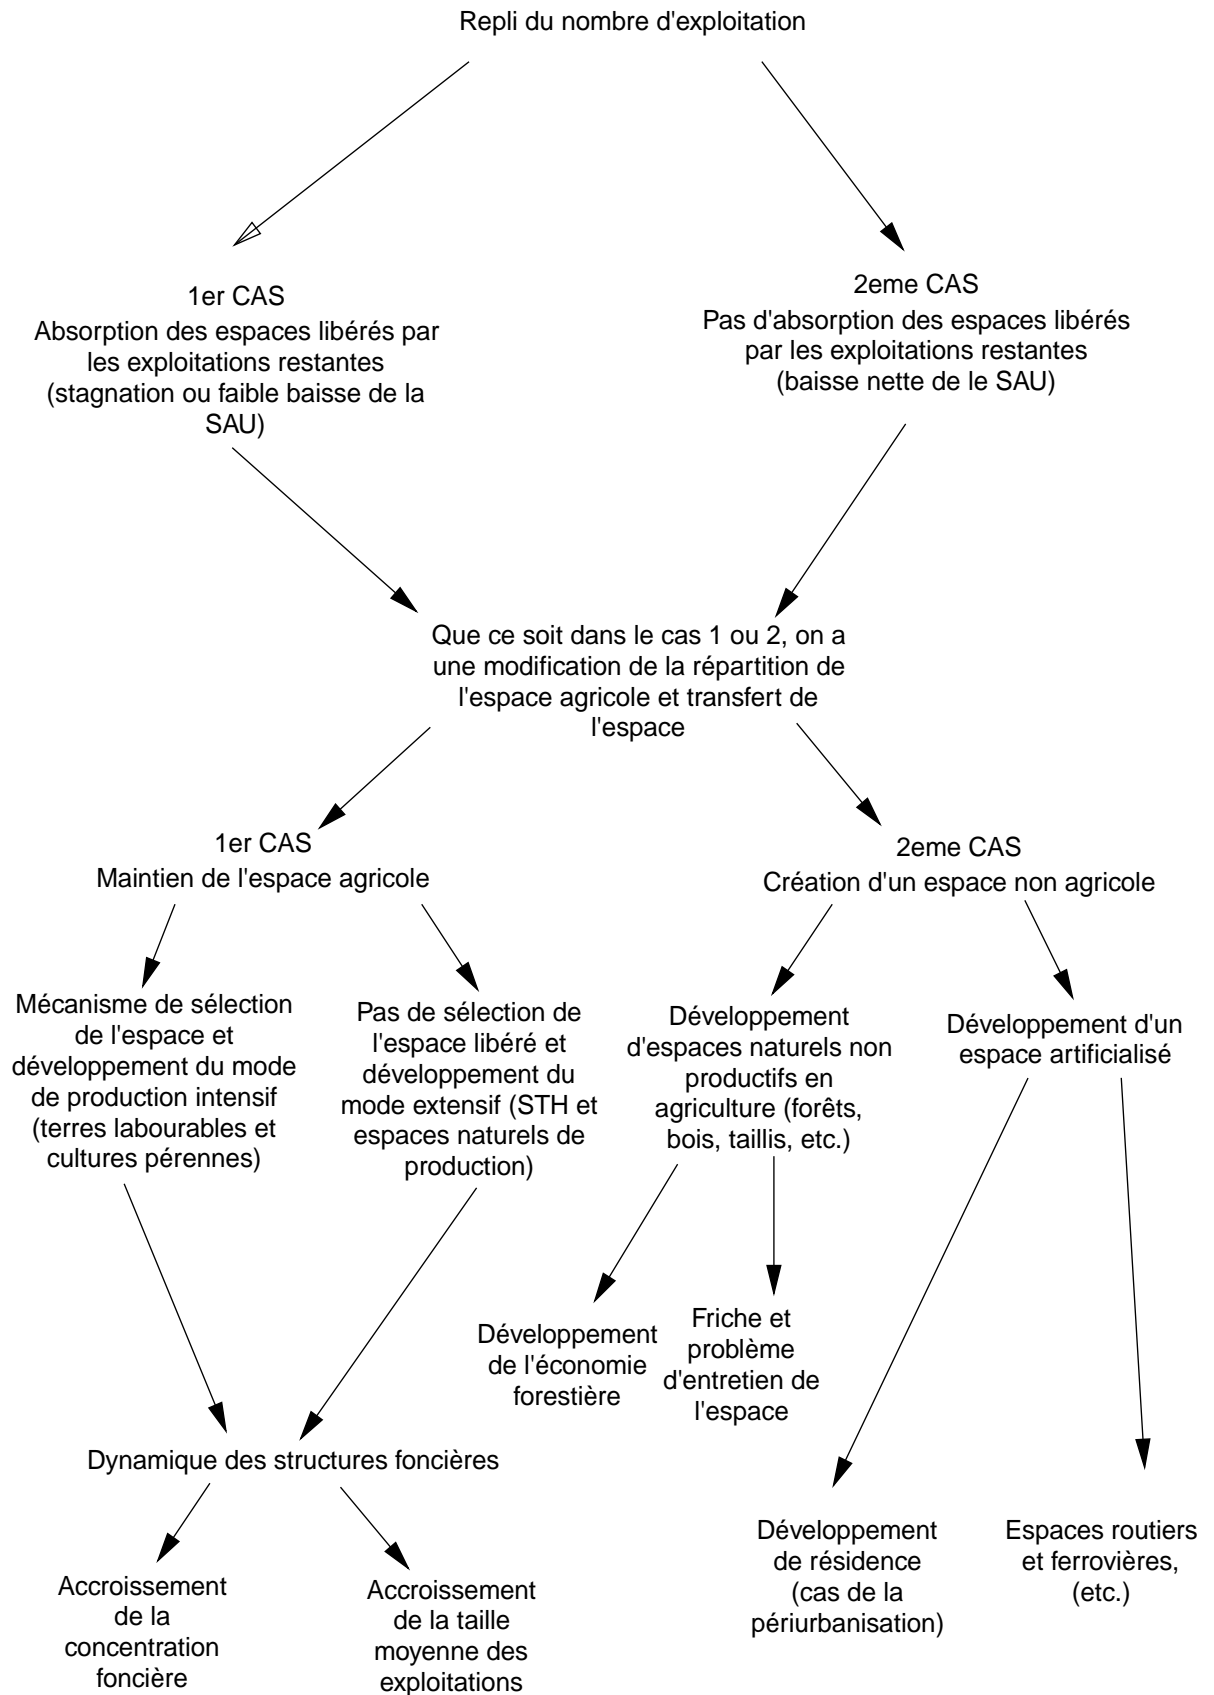 Repli du nombre d'exploitation
1er CAS
Absorption des espaces libérés par
les exploitations restantes
(stagnation ou faible baisse de la
SAU)
2eme CAS
Pas d'absorption des espaces libérés
par les exploitations restantes
(baisse nette de le SAU)
Que ce soit dans le cas 1 ou 2, on a
une modification de la répartition de
l'espace agricole et transfert de
l'espace
1er CAS
Maintien de l'espace agricole
2eme CAS
Création d'un espace non agricole
Mécanisme de sélection
de l'espace et
développement du mode
de production intensif
(terres labourables et
cultures pérennes)
Pas de sélection de
l'espace libéré et
développement du
mode extensif (STH et
espaces naturels de
production)
Développement
d'espaces naturels non
productifs en
agriculture (forêts,
bois, taillis, etc.)
Développement d'un
espace artificialisé
Développement
de l'économie
forestière
Friche et
problème
d'entretien de
l'espace
Dynamique des structures foncières
Développement
de résidence
(cas de la
périurbanisation)
Espaces routiers
et ferrovières,
(etc.)
Accroissement
de la
concentration
foncière
Accroissement
de la taille
moyenne des
exploitations